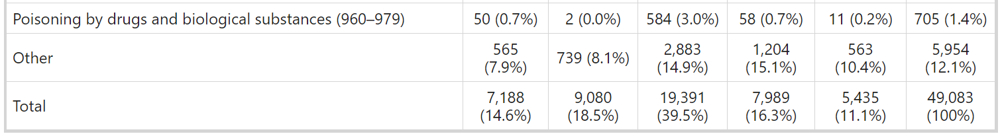 Poisoning by drugs and biological substances (960–979) 50 (0.7%) 2 (0.0%) 584 (3.0%) 58 (0.7%) 11 (0.2%) 705 (1.4%)
Other 565 (7.9%) 739 (8.1%) 2,883 (14.9%) 1,204 (15.1%) 563 (10.4%) 5,954 (12.1%)
Total 7,188 (14.6%) 9,080 (18.5%) 19,391 (39.5%) 7,989 (16.3%) 5,435 (11.1%) 49,083 (100%)